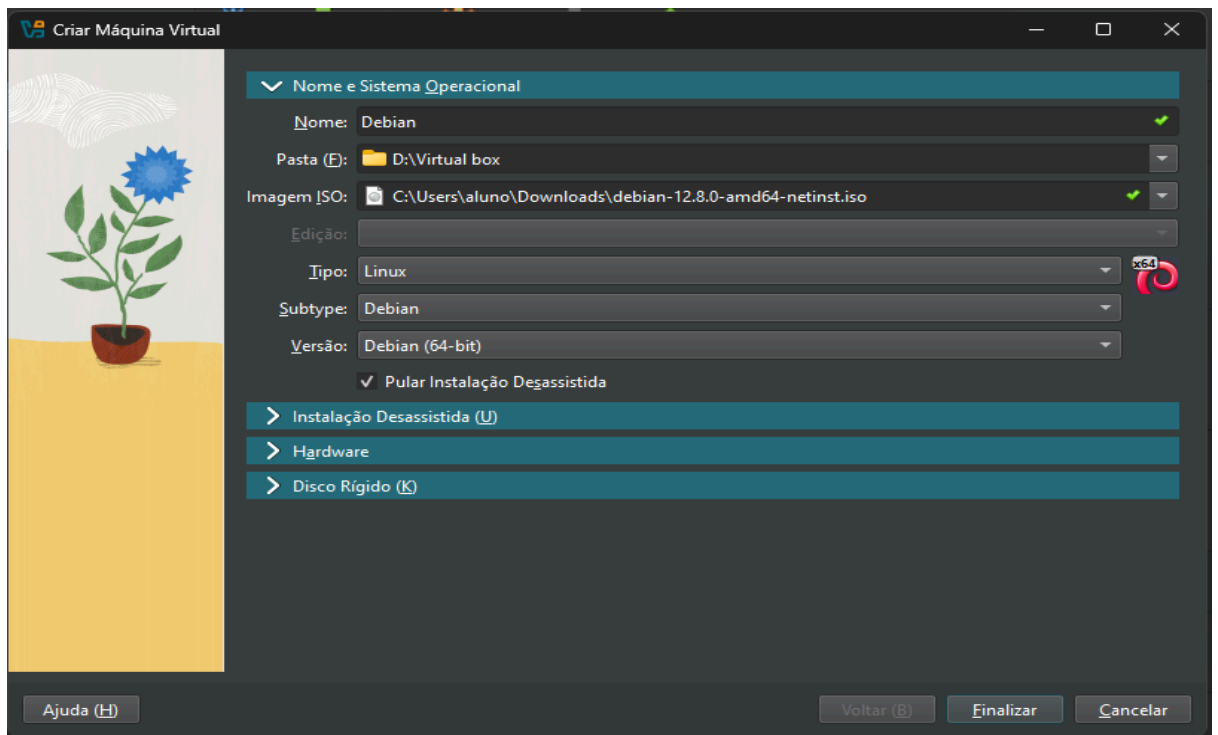 Criar Máquina Virtual
Nome e Sistema Operacional
Nome: Debian
Pasta (F): D:\Virtual box
Imagem ISO: C:\Users\aluno\Downloads\debian-12.8.0-amd64-netinst.iso
Edição:
Tipo: Linux
x64
Subtype: Debian
Versão: Debian (64-bit)
Pular Instalação Desassistida
Instalação Desassistida (U)
Hardware
Disco Rígido (K)
Ajuda (H) Voltar (B) Finalizar Cancelar